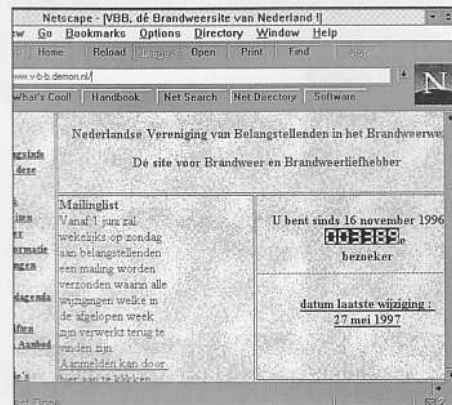 Netscape - [VBB, dé Brandweersite van Nederland !]
Go Bookmarks Options Directory Window Help
Home Reload Images Open Print Find Stop
www.v-b-b.demon.nl/
What's Cool! Handbook Net Search Net Directory Software
Nederlandse Vereniging van Belangstellenden in het Brandweerwe
Dé site voor Brandweer en Brandweerliefhebber
deze
Aanbod
Mailinglist
Vanaf 1 juni zal
wekelijks op zondag
aan belangstellenden
een mailing worden
verzonden waarin alle
wijzigingen welke in
de afgelopen week
zijn verwerkt terug te
vinden zijn.
Aanmelden kan door
hier aan te klikken
U bent sinds 16 november 1996
003389e
bezoeker
datum laatste wijziging :
27 mei 1997